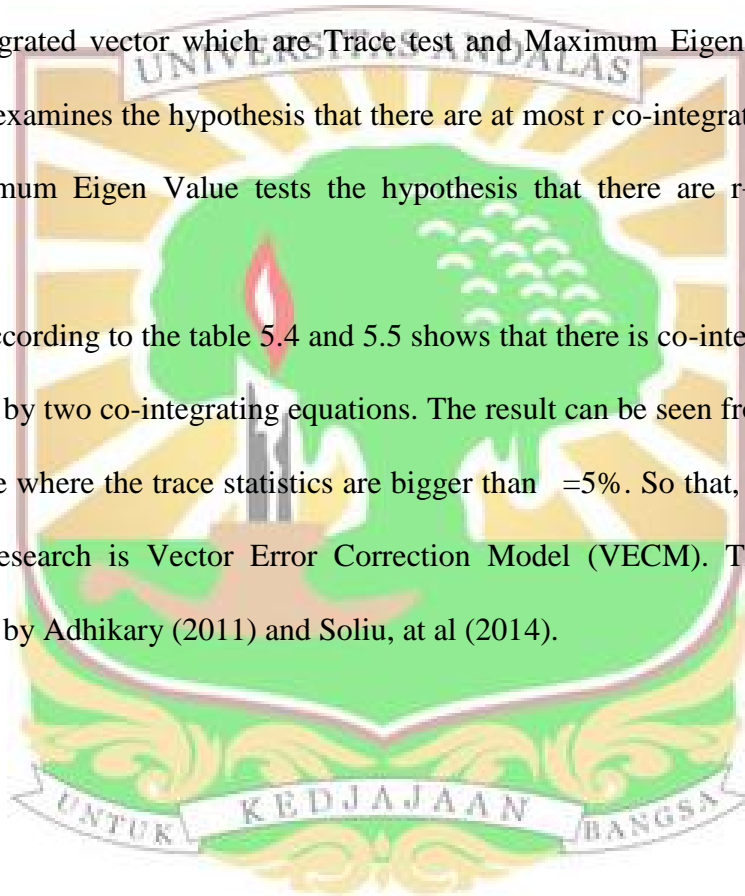 grated vector which are Trace test and Maximum Eigen
UNIVERSITAS ANDALAS
examines the hypothesis that there are at most r co-integrat
mum Eigen Value tests the hypothesis that there are r-
ccording to the table 5.4 and 5.5 shows that there is co-inte
by two co-integrating equations. The result can be seen fro
e where the trace statistics are bigger than =5%. So that,
esearch is Vector Error Correction Model (VECM). T
by Adhikary (2011) and Soliu, at al (2014).
UNTUK KEDJAJAAN BANGSA